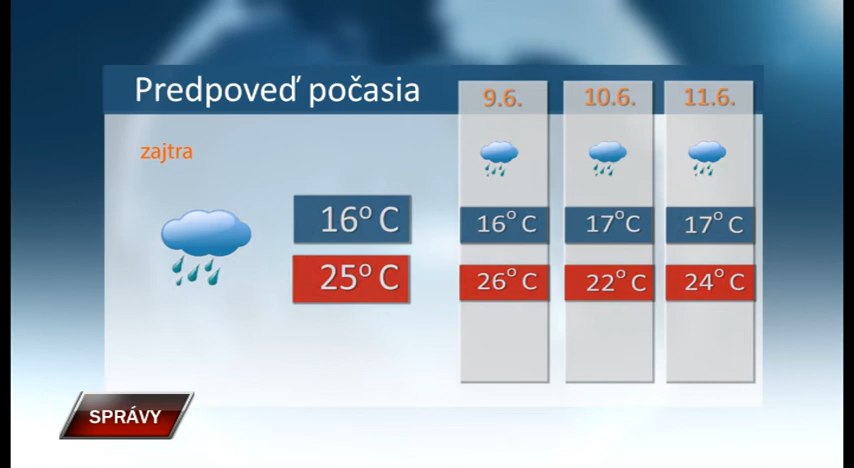 Predpoveď počasia
zajtra
16° C
25° C
9.6.
10.6.
11.6.
16° C
17°C
17° C
26° C
22° C
24° C
SPRÁVY